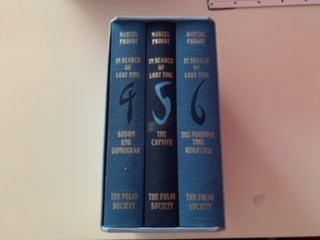 MARCEL
PROUST
IN SEARCH
OF
LOST TIME
4
SODOM
AND
GOMORRAH
THE FOLIO
SOCIETY
MARCEL
PROUST
IN SEARCH
OF
LOST TIME
5
THE
CAPTIVE
THE FOLIO
SOCIETY
MARCEL
PROUST
IN SEARCH
OF
LOST TIME
6
THE FUGITIVE
TIME
REGAINED
THE FOLIO
SOCIETY